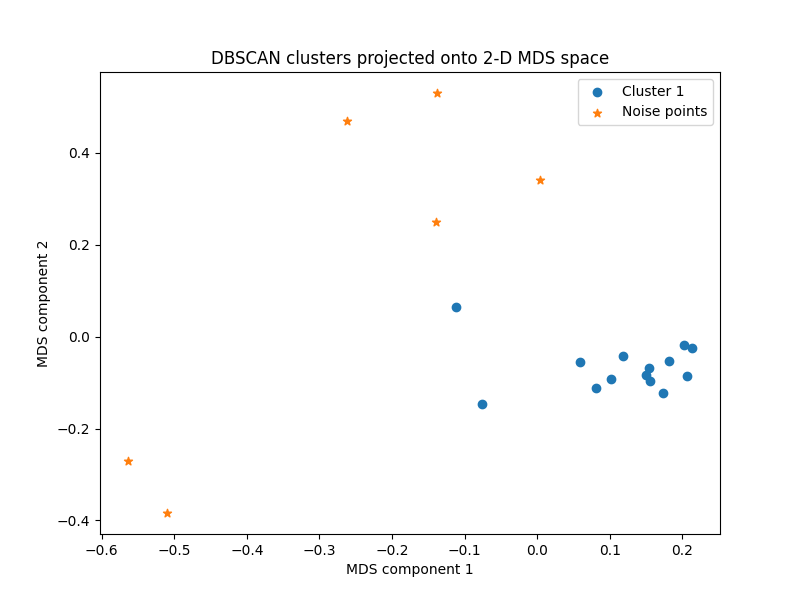 DBSCAN clusters projected onto 2-D MDS space
Cluster 1
Noise points
MDS component 2
0.4
0.2
0.0
−0.2
−0.4
−0.6
−0.5
−0.4
−0.3
−0.2
−0.1
0.0
0.1
0.2
MDS component 1